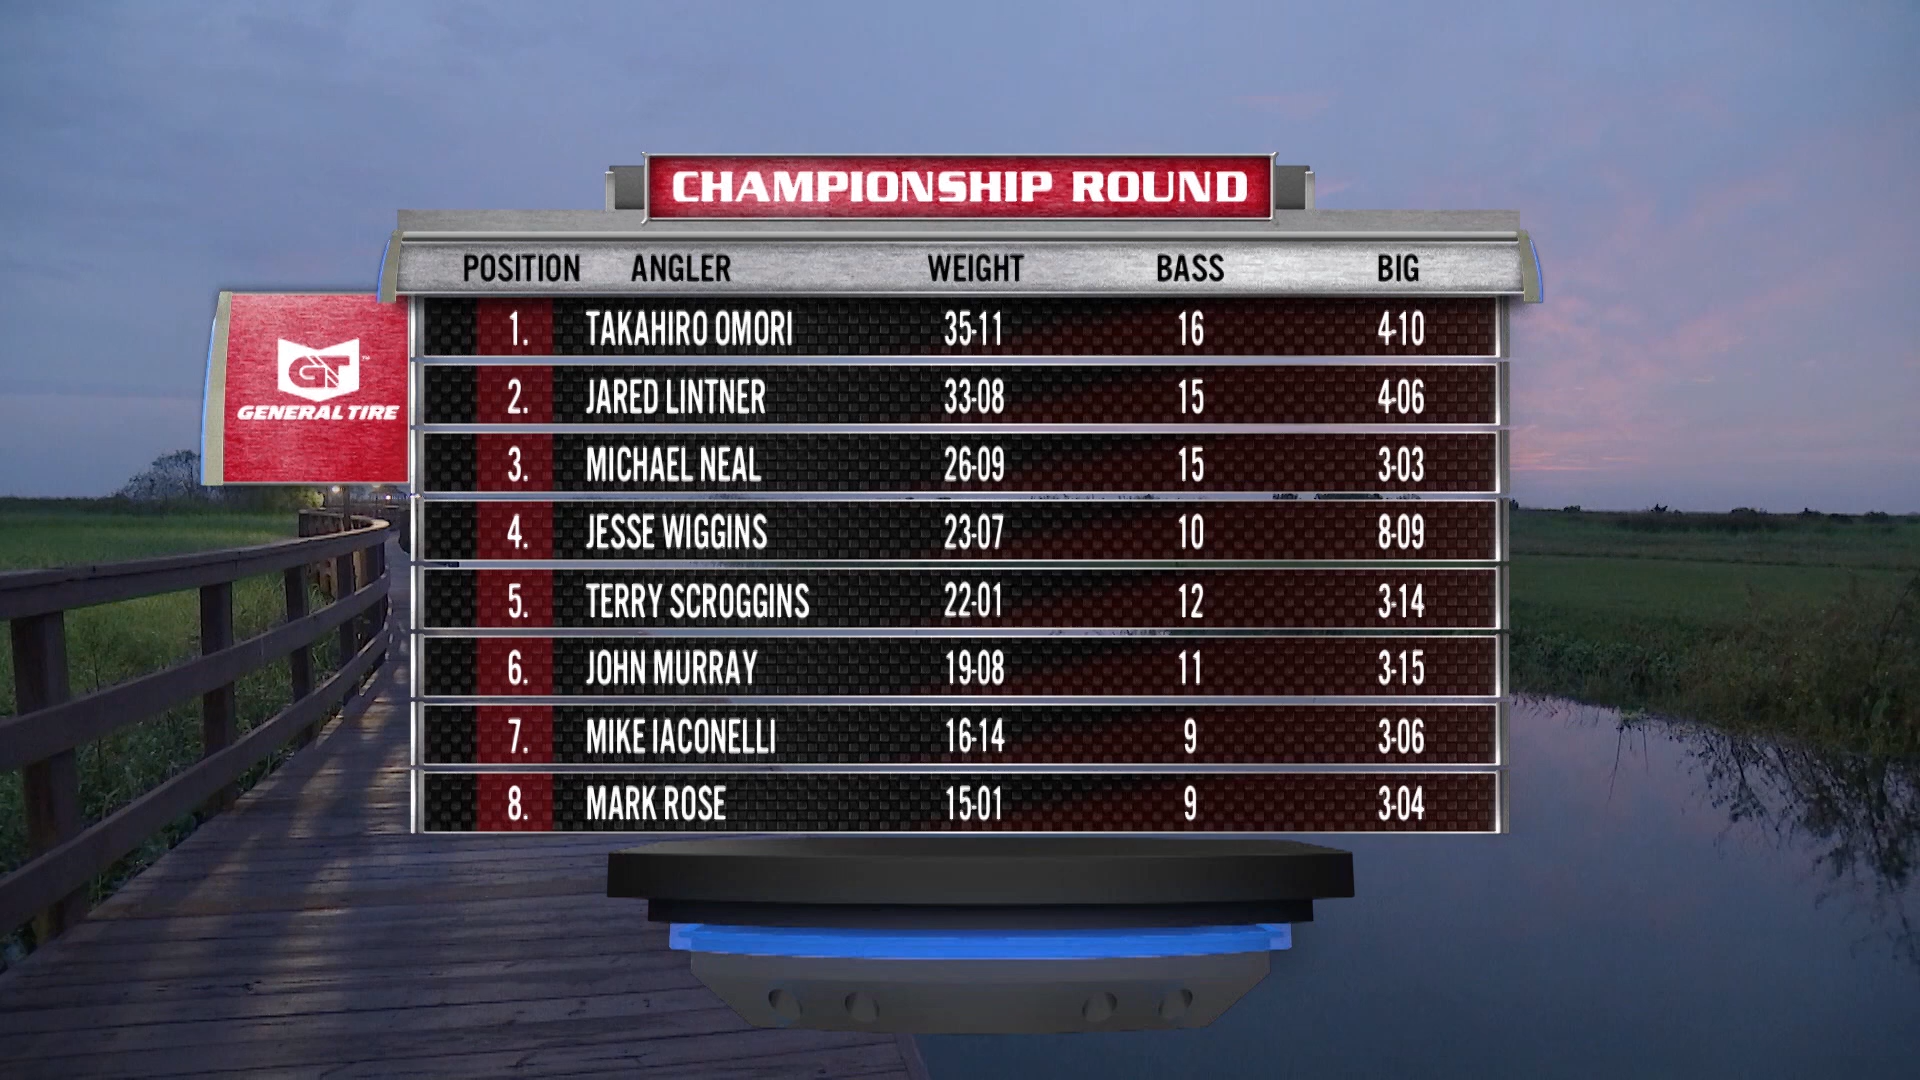 CHAMPIONSHIP ROUND
POSITION ANGLER WEIGHT BASS BIG
1. TAKAHIRO OMORI 35-11 16 4-10
2. JARED LINTNER 33-08 15 4-06
3. MICHAEL NEAL 26-09 15 3-03
4. JESSE WIGGINS 23-07 10 8-09
5. TERRY SCROGGINS 22-01 12 3-14
6. JOHN MURRAY 19-08 11 3-15
7. MIKE IACONELLI 16-14 9 3-06
8. MARK ROSE 15-01 9 3-04
GT™
GENERAL TIRE